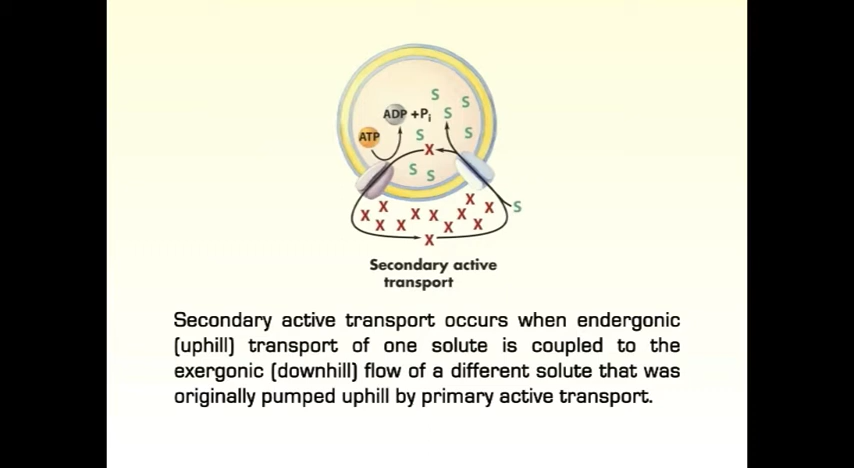 S
S
ADP +Pi S
ATP S S
X
S S
X X X X X X X X X X X S
X
Secondary active
transport
Secondary active transport occurs when endergonic
(uphill) transport of one solute is coupled to the
exergonic (downhill) flow of a different solute that was
originally pumped uphill by primary active transport.